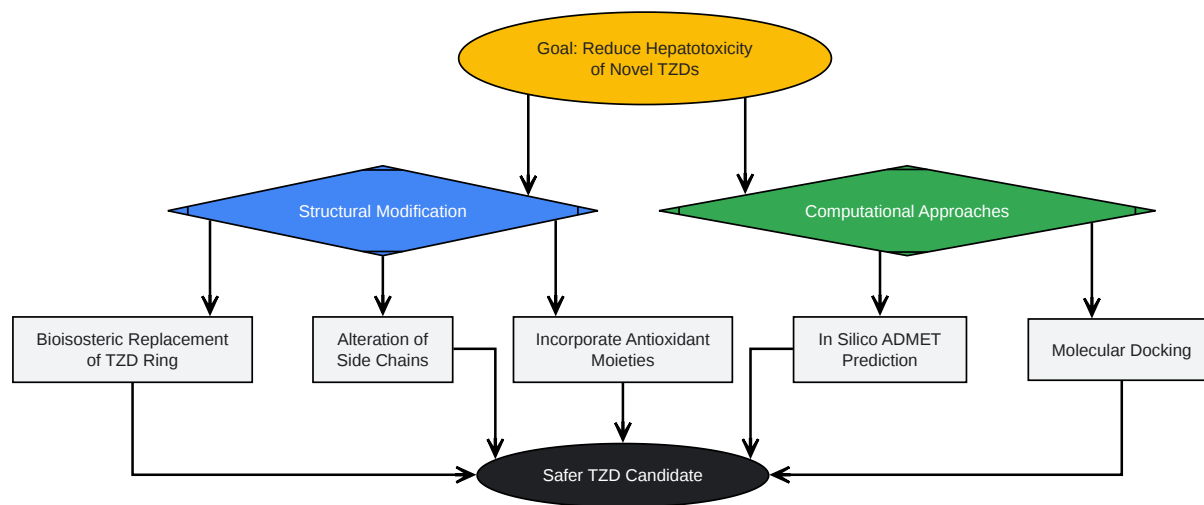 Goal: Reduce Hepatotoxicity
of Novel TZDs
Structural Modification
Computational Approaches
Bioisosteric Replacement
of TZD Ring
Alteration of
Side Chains
Incorporate Antioxidant
Moieties
In Silico ADMET
Prediction
Molecular Docking
Safer TZD Candidate